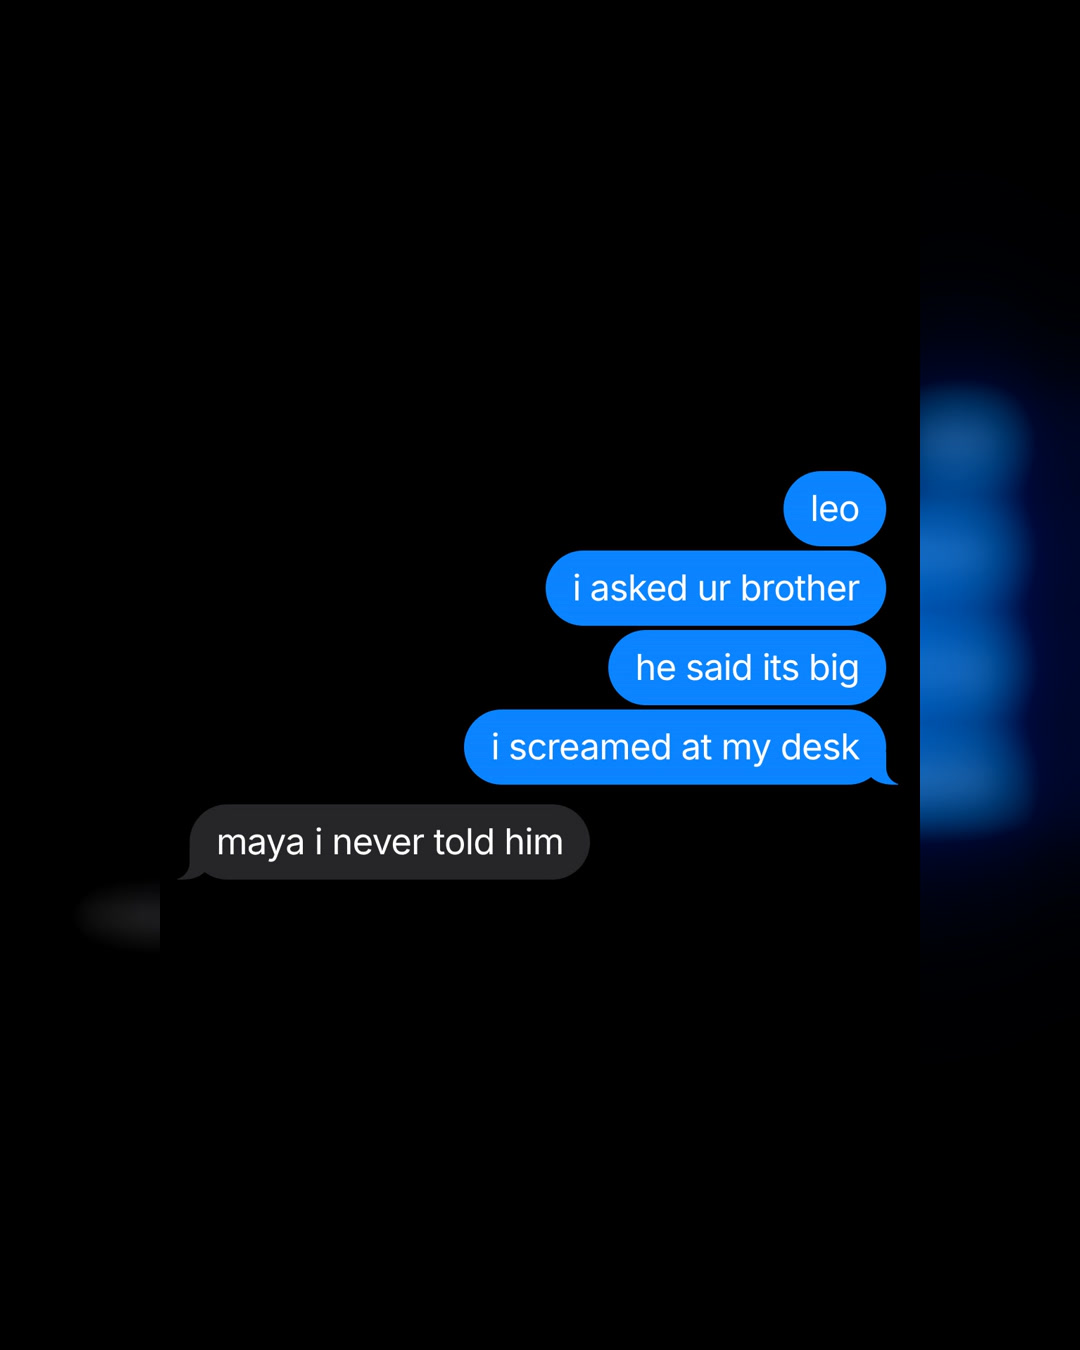 leo
i asked ur brother
he said its big
i screamed at my desk
maya i never told him